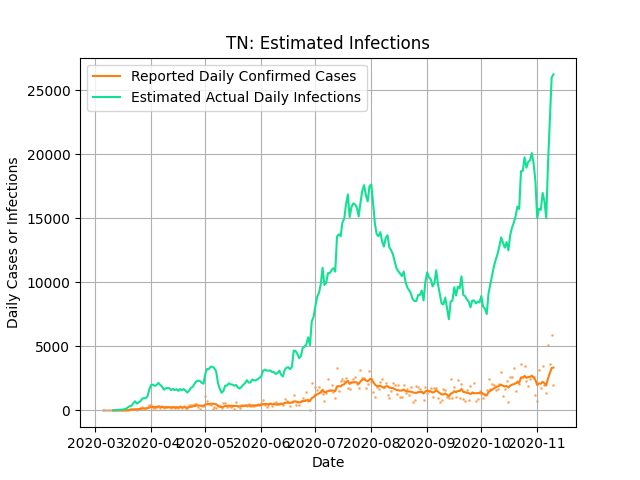 TN: Estimated Infections
Reported Daily Confirmed Cases
Estimated Actual Daily Infections
Daily Cases or Infections
25000
20000
15000
10000
5000
0
2020-03 2020-04 2020-05 2020-06 2020-07 2020-08 2020-09 2020-10 2020-11
Date